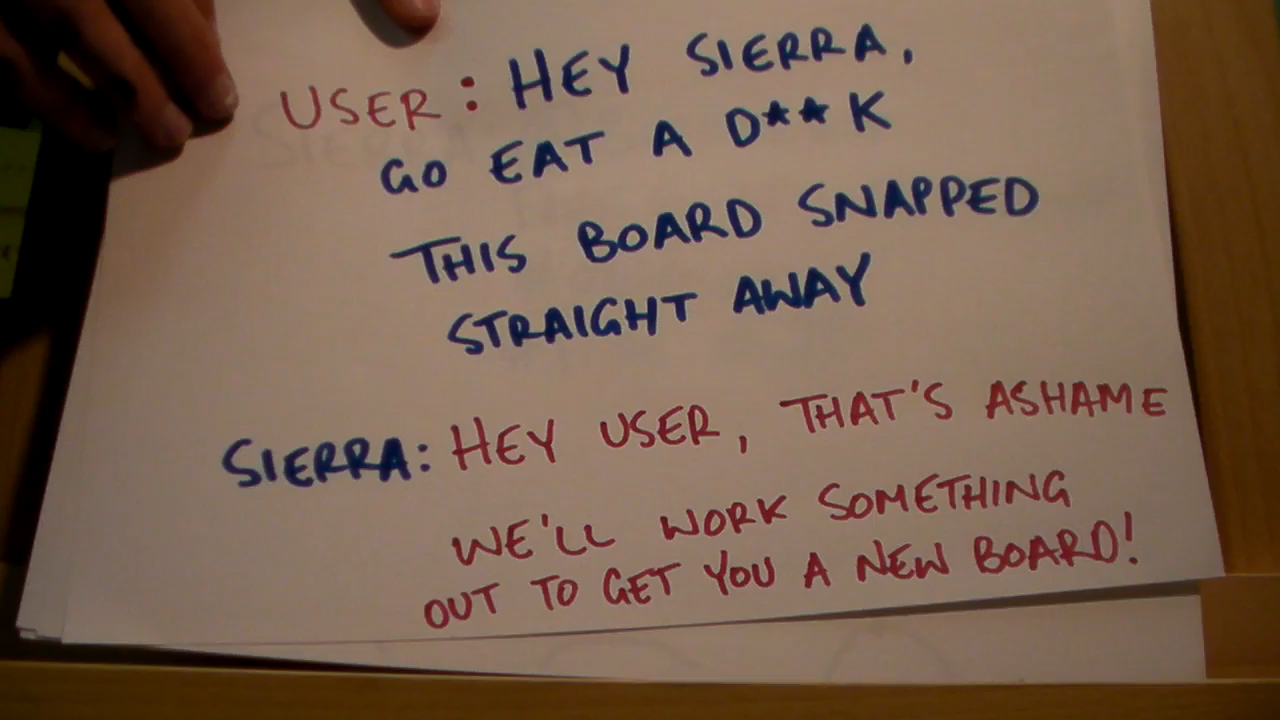 USER: HEY SIERRA,
GO EAT A D**K
THIS BOARD SNAPPED
STRAIGHT AWAY
SIERRA: HEY USER, THAT'S ASHAME
WE'LL WORK SOMETHING
OUT TO GET YOU A NEW BOARD!